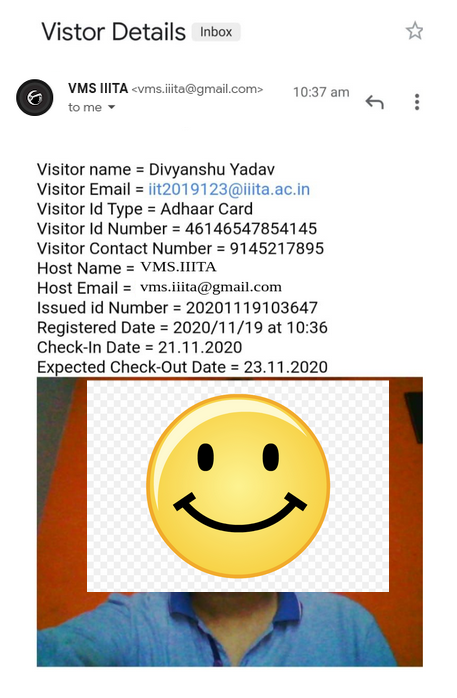 Vistor Details Inbox
VMS IIITA <vms.iiita@gmail.com> 10:37 am
to me
Visitor name = Divyanshu Yadav
Visitor Email = iit2019123@iiita.ac.in
Visitor Id Type = Adhaar Card
Visitor Id Number = 46146547854145
Visitor Contact Number = 9145217895
Host Name = VMS.IIITA
Host Email = vms.iiita@gmail.com
Issued id Number = 20201119103647
Registered Date = 2020/11/19 at 10:36
Check-In Date = 21.11.2020
Expected Check-Out Date = 23.11.2020